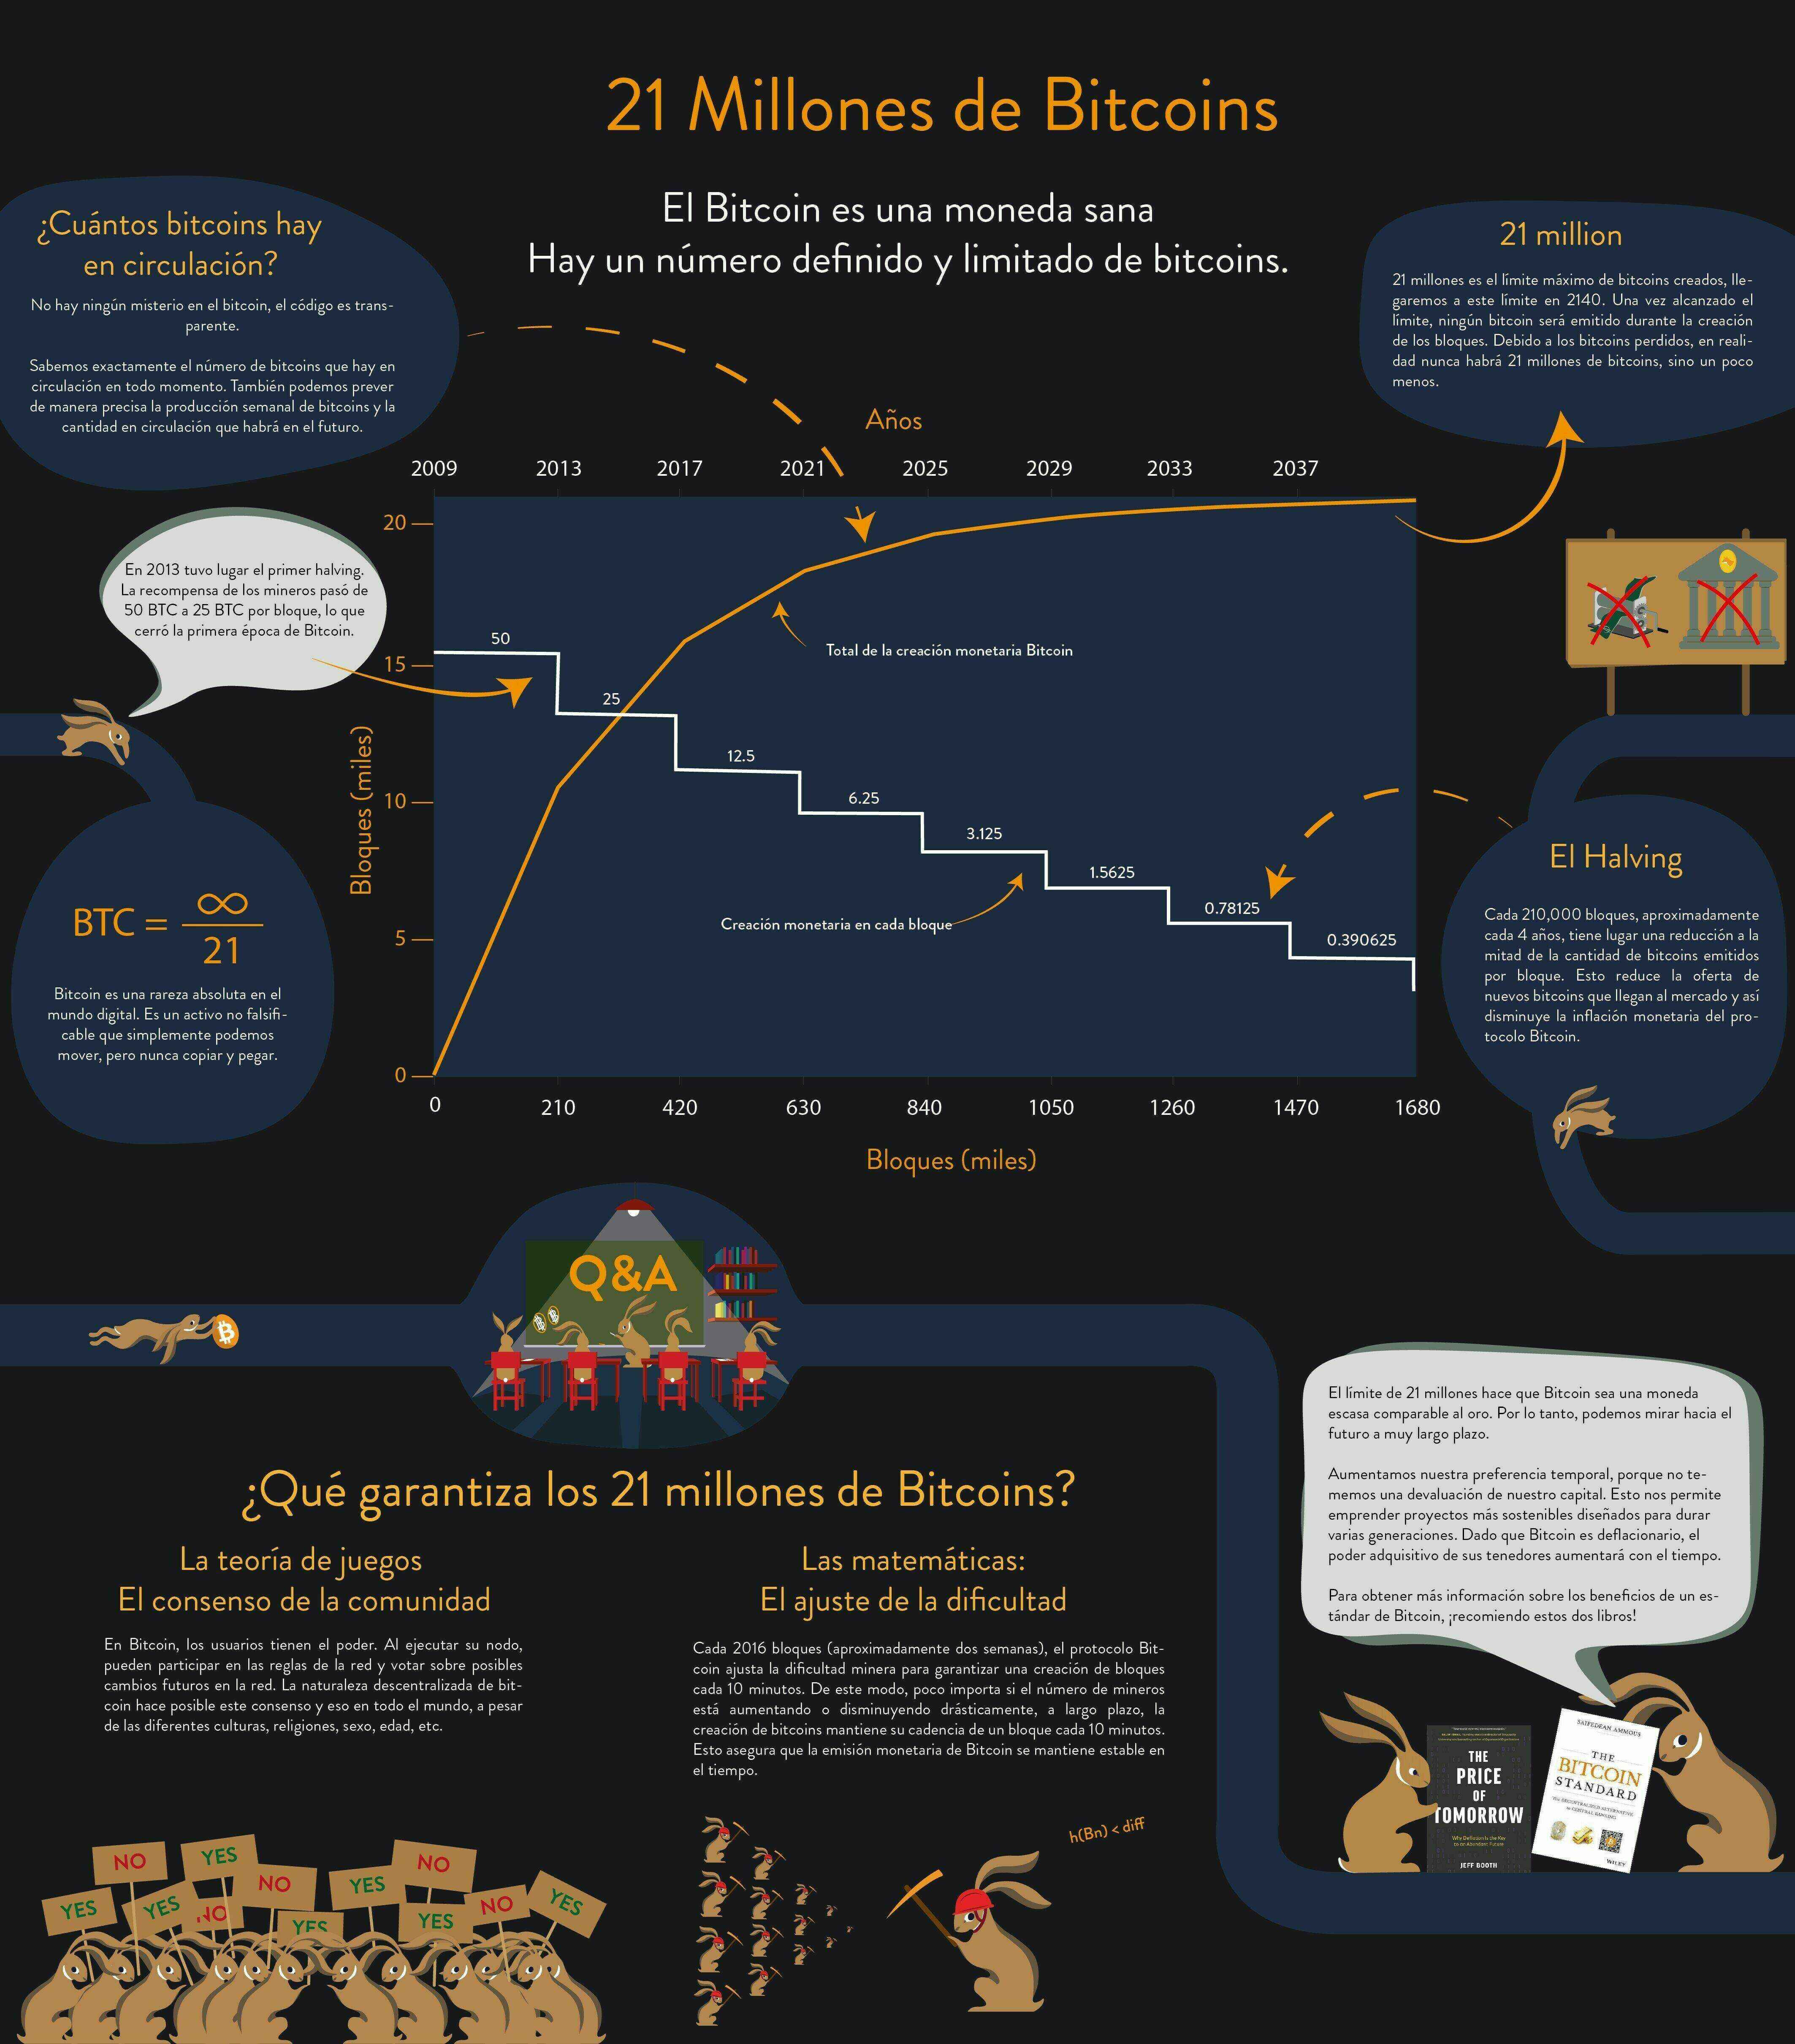 21 Millones de Bitcoins
El Bitcoin es una moneda sana
Hay un número definido y limitado de bitcoins.
¿Cuántos bitcoins hay
en circulación?
No hay ningún misterio en el bitcoin, el código es trans-
parente.
Sabemos exactamente el número de bitcoins que hay en
circulación en todo momento. También podemos prever
de manera precisa la producción semanal de bitcoins y la
cantidad en circulación que habrá en el futuro.
21 million
21 millones es el límite máximo de bitcoins creados, lle-
garemos a este límite en 2140. Una vez alcanzado el
límite, ningún bitcoin será emitido durante la creación
de los bloques. Debido a los bitcoins perdidos, en reali-
dad nunca habrá 21 millones de bitcoins, sino un poco
menos.
Años
2009 2013 2017 2021 2025 2029 2033 2037
En 2013 tuvo lugar el primer halving.
La recompensa de los mineros pasó de
50 BTC a 25 BTC por bloque, lo que
cerró la primera época de Bitcoin.
Bloques (miles)
20
15
10
5
0
50
25
12.5
6.25
3.125
1.5625
0.78125
0.390625
Total de la creación monetaria Bitcoin
Creación monetaria en cada bloque
0 210 420 630 840 1050 1260 1470 1680
Bloques (miles)
BTC = ∞
21
Bitcoin es una rareza absoluta en el
mundo digital. Es un activo no falsifi-
cable que simplemente podemos
mover, pero nunca copiar y pegar.
El Halving
Cada 210,000 bloques, aproximadamente
cada 4 años, tiene lugar una reducción a la
mitad de la cantidad de bitcoins emitidos
por bloque. Esto reduce la oferta de
nuevos bitcoins que llegan al mercado y así
disminuye la inflación monetaria del pro-
tocolo Bitcoin.
Q&A
¿Qué garantiza los 21 millones de Bitcoins?
La teoría de juegos
El consenso de la comunidad
En Bitcoin, los usuarios tienen el poder. Al ejecutar su nodo,
pueden participar en las reglas de la red y votar sobre posibles
cambios futuros en la red. La naturaleza descentralizada de bit-
coin hace posible este consenso y eso en todo el mundo, a pesar
de las diferentes culturas, religiones, sexo, edad, etc.
Las matemáticas:
El ajuste de la dificultad
Cada 2016 bloques (aproximadamente dos semanas), el protocolo Bit-
coin ajusta la dificultad minera para garantizar una creación de bloques
cada 10 minutos. De este modo, poco importa si el número de mineros
está aumentando o disminuyendo drásticamente, a largo plazo, la
creación de bitcoins mantiene su cadencia de un bloque cada 10 minutos.
Esto asegura que la emisión monetaria de Bitcoin se mantiene estable en
el tiempo.
El límite de 21 millones hace que Bitcoin sea una moneda
escasa comparable al oro. Por lo tanto, podemos mirar hacia el
futuro a muy largo plazo.
Aumentamos nuestra preferencia temporal, porque no te-
memos una devaluación de nuestro capital. Esto nos permite
emprender proyectos más sostenibles diseñados para durar
varias generaciones. Dado que Bitcoin es deflacionario, el
poder adquisitivo de sus tenedores aumentará con el tiempo.
Para obtener más información sobre los beneficios de un es-
tándar de Bitcoin, ¡recomiendo estos dos libros!
THE
PRICE
OF
TOMORROW
Why Deflation Is the Key
to an Abundant Future
JEFF BOOTH
SAIFEDEAN AMMOUS
THE
BITCOIN
STANDARD
THE DECENTRALIZED ALTERNATIVE
to CENTRAL BANKING
WILEY
h(Bn) < diff
YES
NO
YES
YES
NO
NO
YES
YES
NO
YES
NO
YES